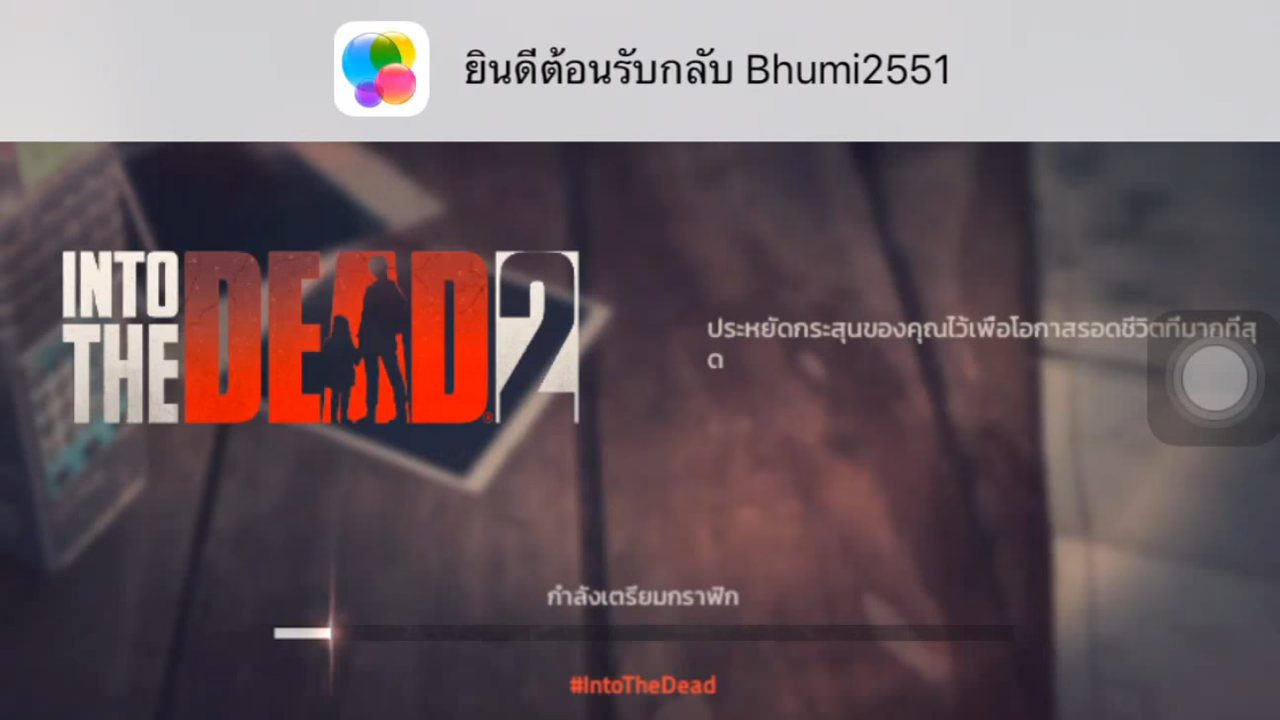 ยินดีต้อนรับกลับ Bhumi2551
INTO
THE DEAD 2
ประหยัดกระสุนของคุณไว้เพื่อโอกาสรอดชีวิตที่มากที่สุ
ด
กำลังเตรียมกราฟิก
#IntoTheDead